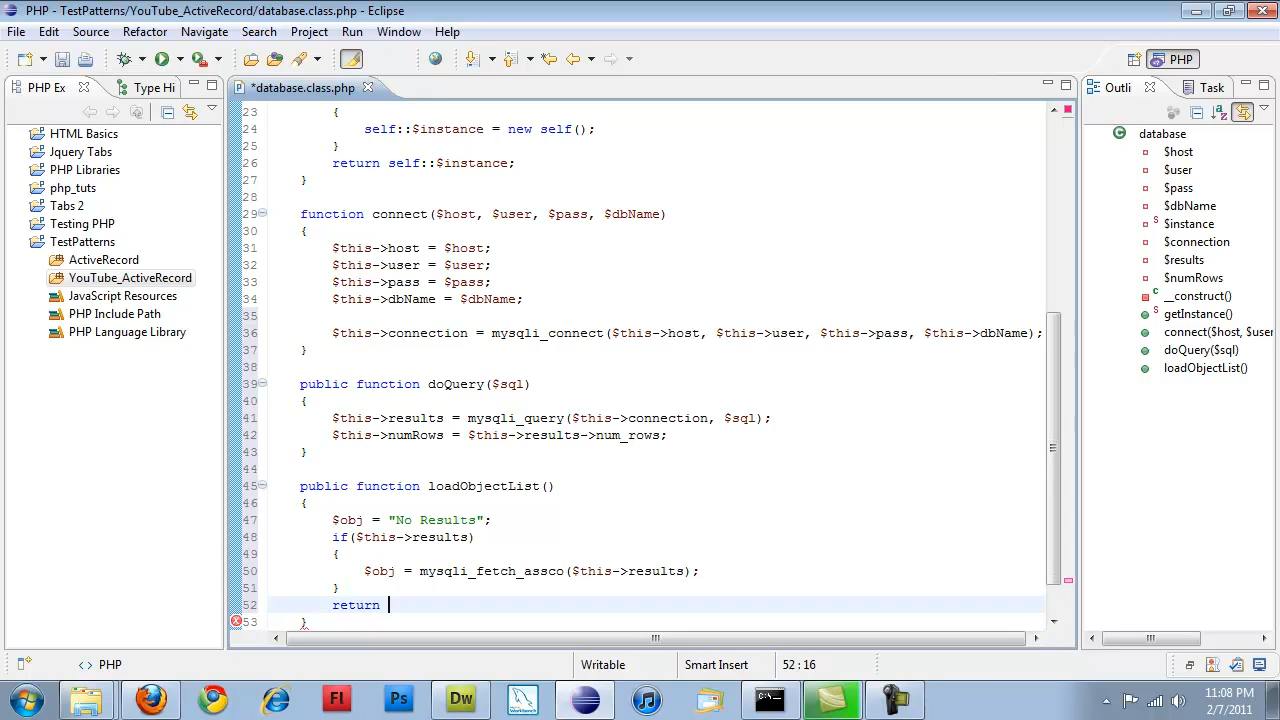 PHP - TestPatterns/YouTube_ActiveRecord/database.class.php - Eclipse
File Edit Source Refactor Navigate Search Project Run Window Help
PHP
PHP Ex Type Hi
*database.class.php
Outli Task
HTML Basics
Jquery Tabs
PHP Libraries
php_tuts
Tabs 2
Testing PHP
TestPatterns
ActiveRecord
YouTube_ActiveRecord
JavaScript Resources
PHP Include Path
PHP Language Library
23 {
24 self::$instance = new self();
25 }
26 return self::$instance;
27 }
28
29 function connect($host, $user, $pass, $dbName)
30 {
31 $this->host = $host;
32 $this->user = $user;
33 $this->pass = $pass;
34 $this->dbName = $dbName;
35
36 $this->connection = mysqli_connect($this->host, $this->user, $this->pass, $this->dbName);
37 }
38
39 public function doQuery($sql)
40 {
41 $this->results = mysqli_query($this->connection, $sql);
42 $this->numRows = $this->results->num_rows;
43 }
44
45 public function loadObjectList()
46 {
47 $obj = "No Results";
48 if($this->results)
49 {
50 $obj = mysqli_fetch_assco($this->results);
51 }
52 return
53 }
database
$host
$user
$pass
$dbName
$instance
$connection
$results
$numRows
__construct()
getInstance()
connect($host, $user
doQuery($sql)
loadObjectList()
<> PHP
Writable
Smart Insert
52 : 16
Fl
Ps
Dw
Workbench
C:\.
11:08 PM
2/7/2011